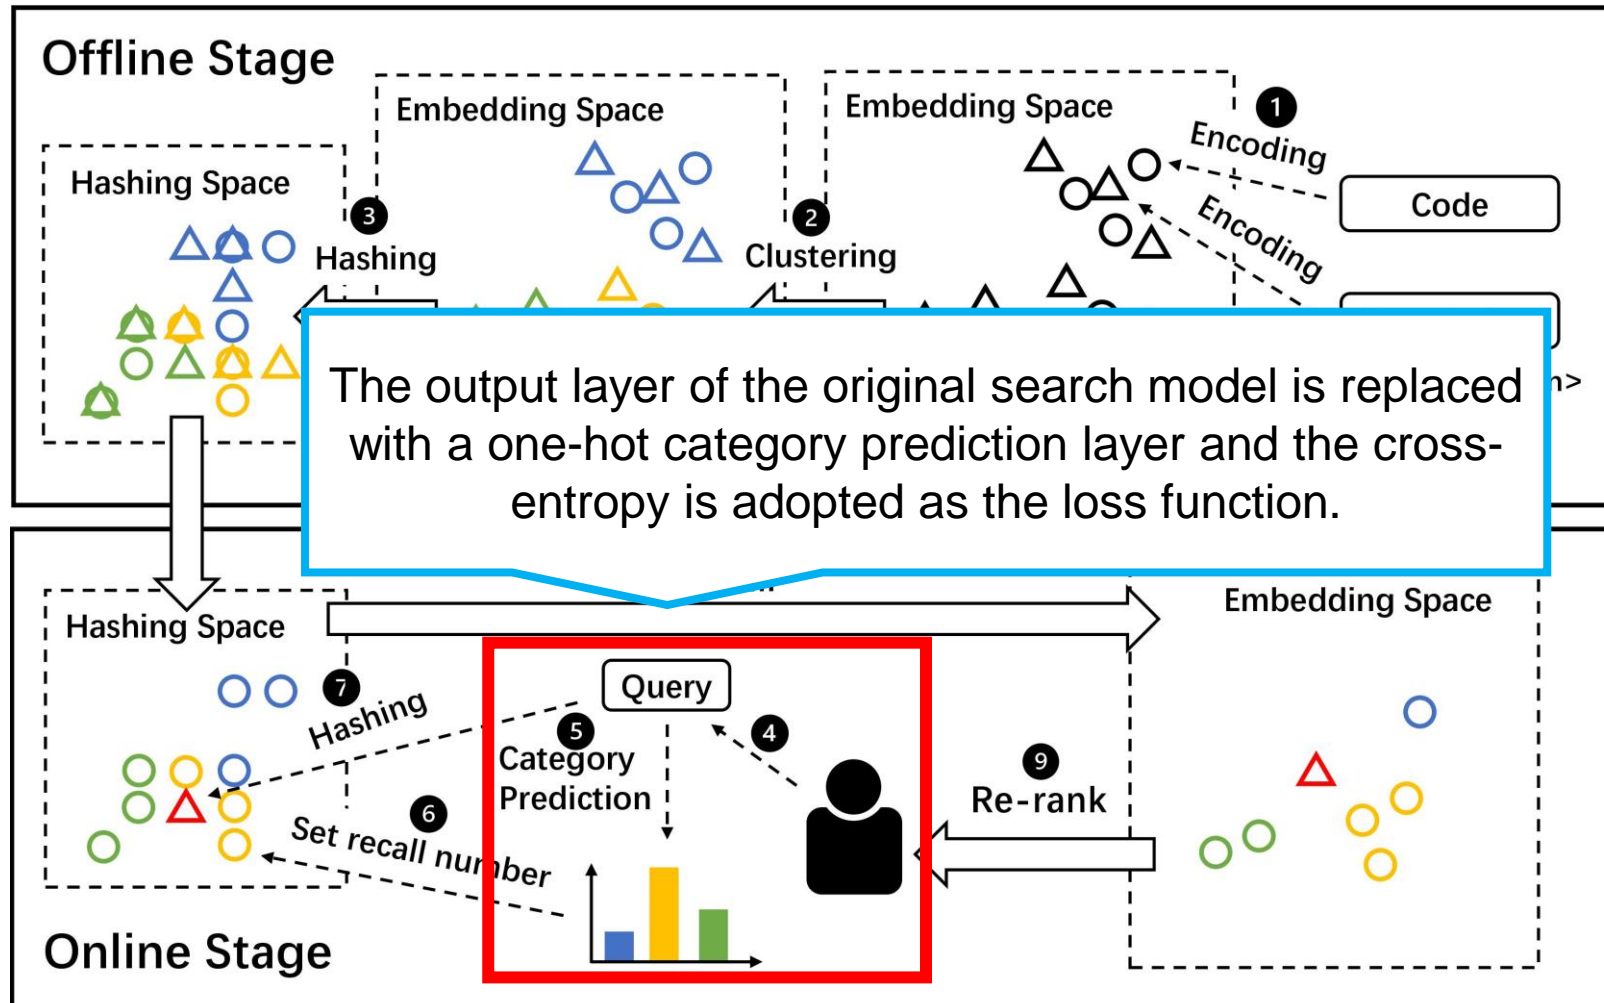 Offline Stage
Embedding Space
Embedding Space
1
Encoding
Hashing Space
Code
3
2
Encoding
Hashing
Clustering
The output layer of the original search model is replaced
with a one-hot category prediction layer and the cross-
entropy is adopted as the loss function.
Hashing Space
Embedding Space
7
Hashing
Query
5
4
Category
Prediction
9
Re-rank
6
Set recall number
Online Stage